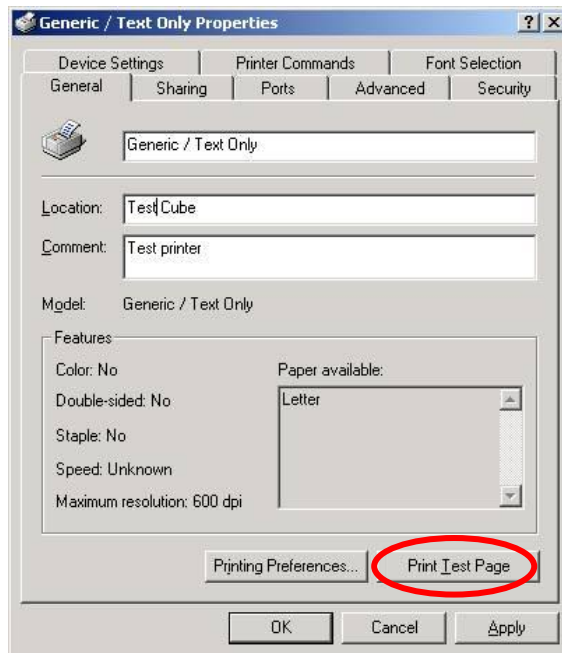 Generic / Text Only Properties
Device Settings Printer Commands Font Selection
General Sharing Ports Advanced Security
Generic / Text Only
Location: Test Cube
Comment: Test printer
Model: Generic / Text Only
Features
Color: No Paper available:
Double-sided: No Letter
Staple: No
Speed: Unknown
Maximum resolution: 600 dpi
Printing Preferences... Print Test Page
OK Cancel Apply